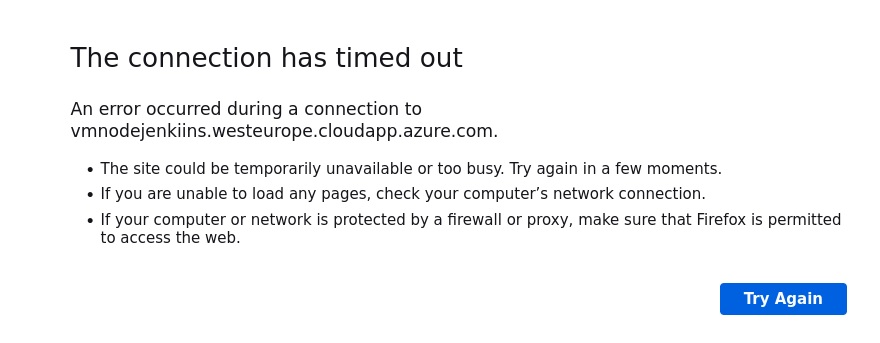 The connection has timed out
An error occurred during a connection to
vmnodejenkiins.westeurope.cloudapp.azure.com.
• The site could be temporarily unavailable or too busy. Try again in a few moments.
• If you are unable to load any pages, check your computer’s network connection.
• If your computer or network is protected by a firewall or proxy, make sure that Firefox is permitted
to access the web.
Try Again